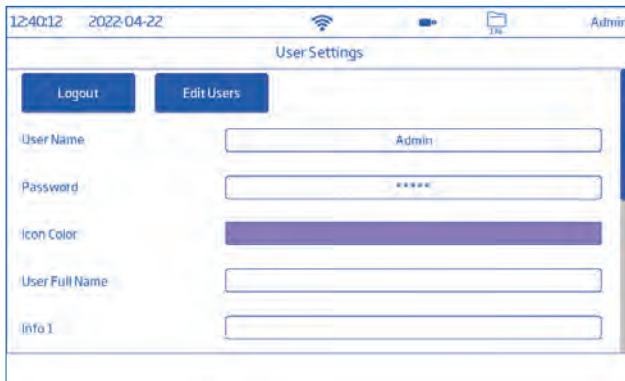 12:40:12 2022-04-22 Admin
User Settings
Logout Edit Users
User Name Admin
Password *****
Icon Color
User Full Name
Info 1